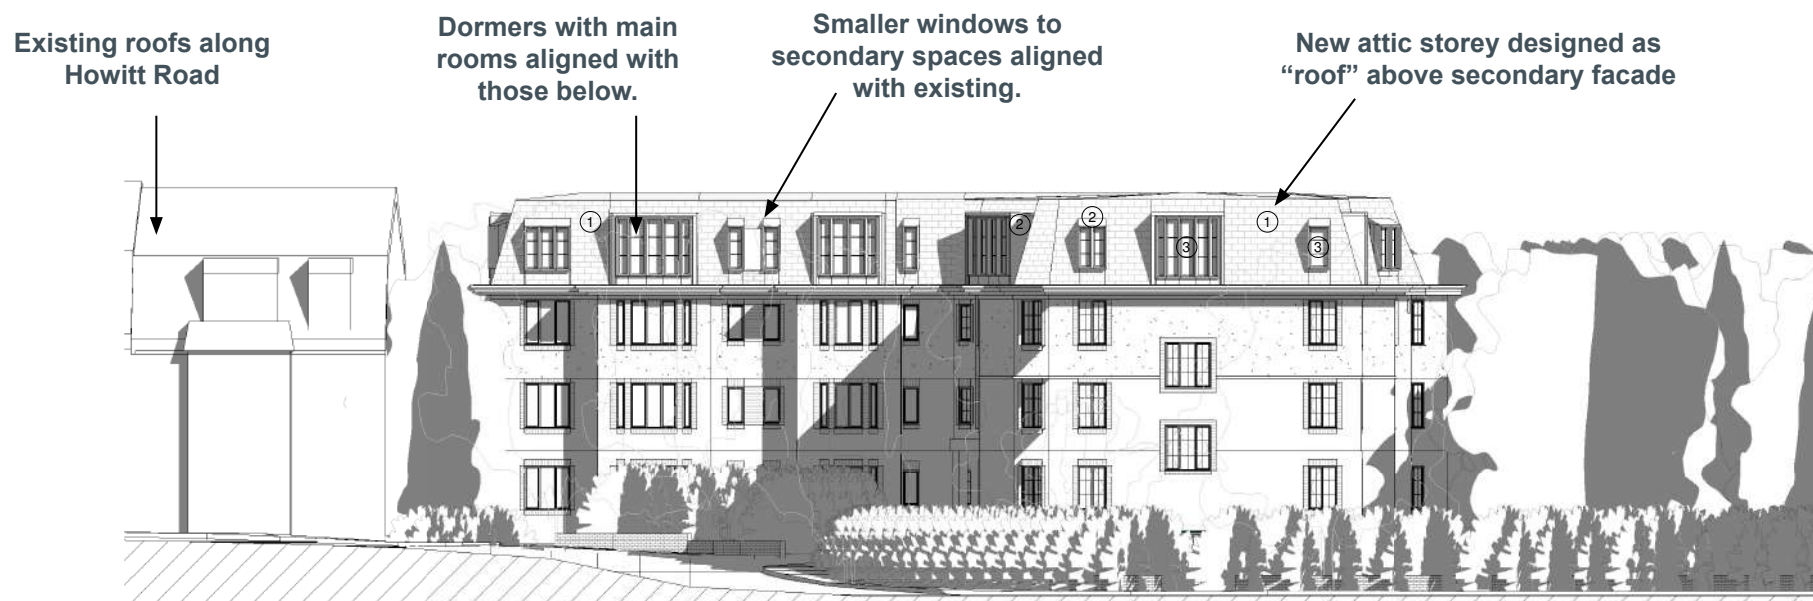 Existing roofs along
Howitt Road
Dormers with main
rooms aligned with
those below.
Smaller windows to
secondary spaces aligned
with existing.
New attic storey designed as
“roof” above secondary facade
1
2
2
1
3
3